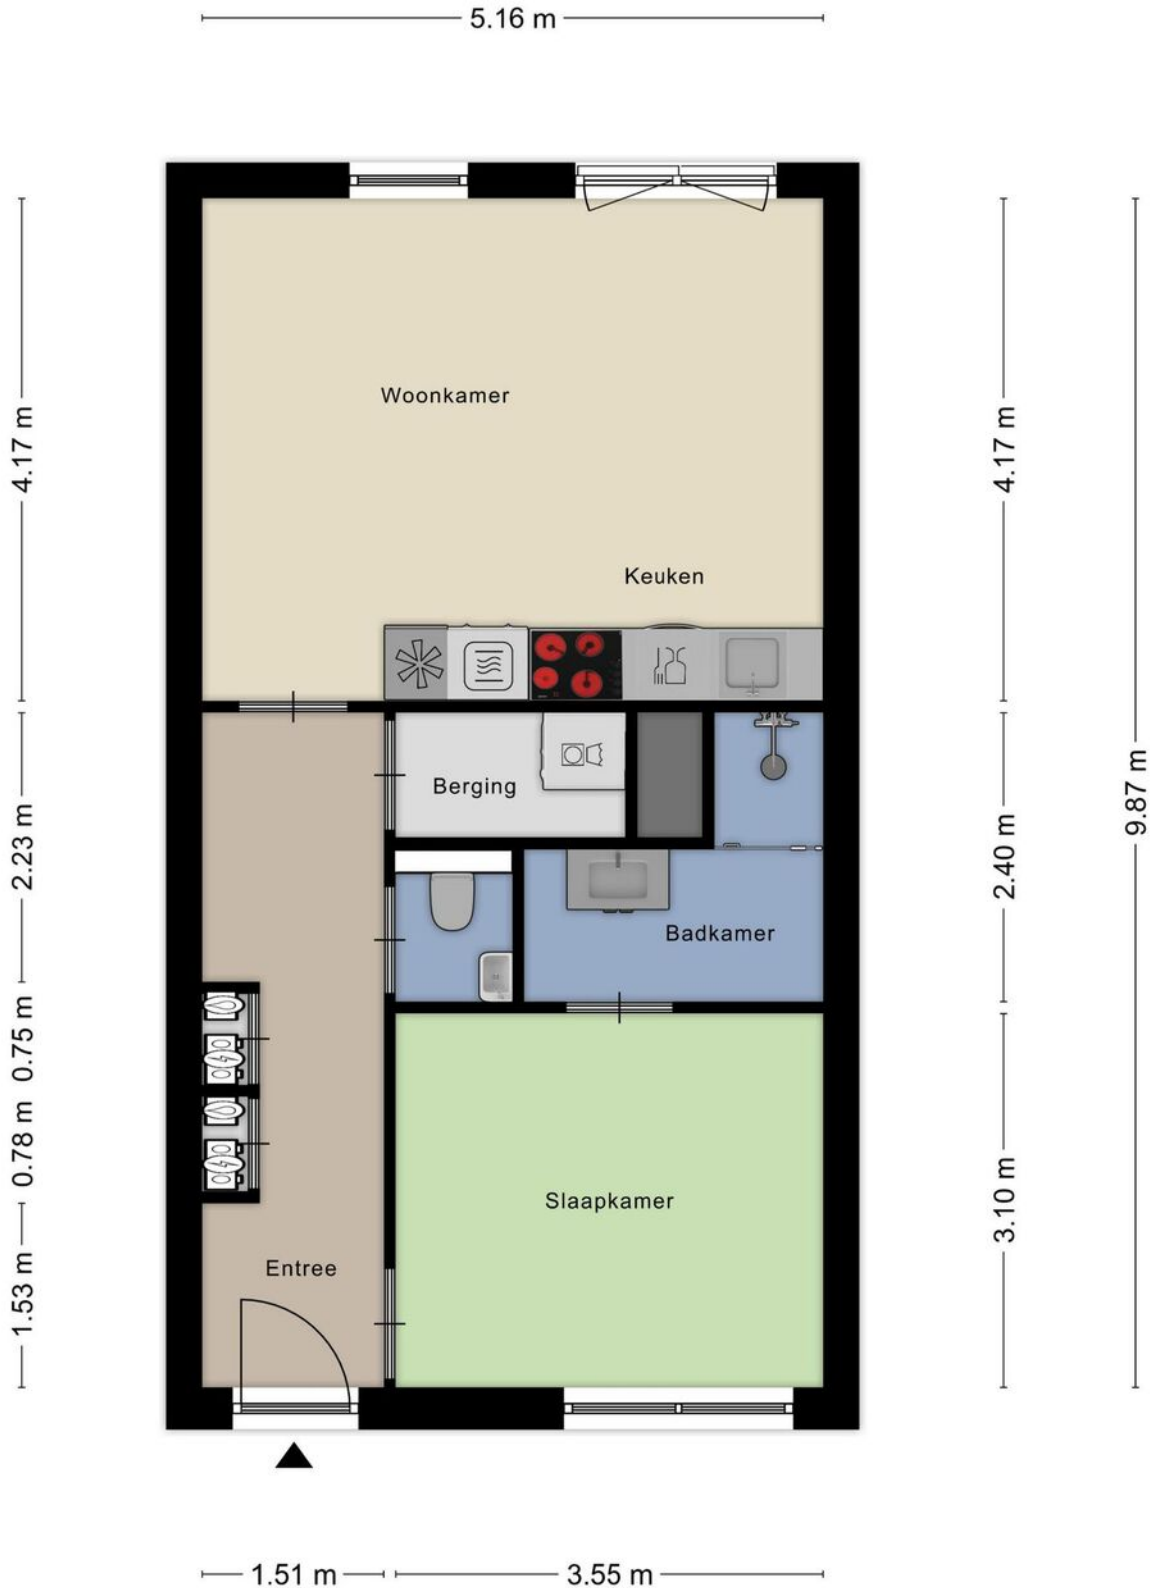 5.16 m
4.17 m
4.17 m
Woonkamer
Keuken
9.87 m
Berging
2.23 m
2.40 m
Badkamer
0.75 m
0.78 m
3.10 m
Slaapkamer
Entree
1.53 m
1.51 m
3.55 m